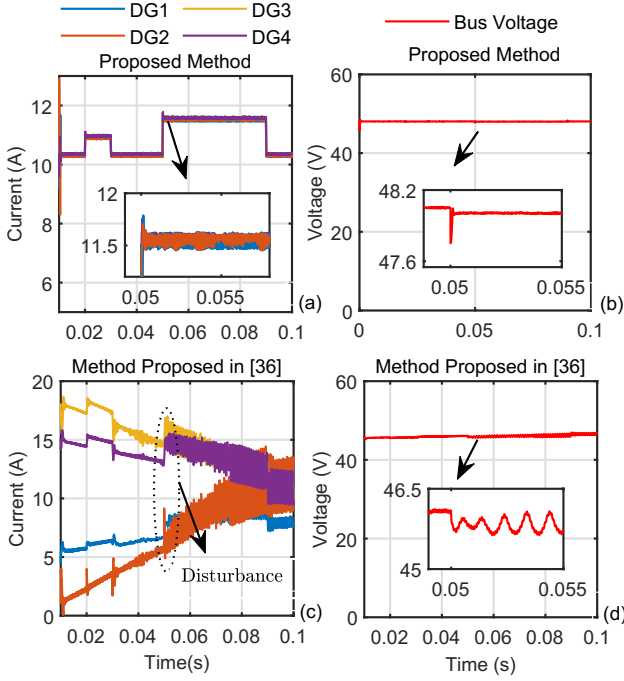 DG1 DG3
DG2 DG4
Bus Voltage
Proposed Method
Current (A)
12
10
8
6
12
11.5
0.05 0.055
0.02 0.04 0.06 0.08 0.1
(a)
Proposed Method
Voltage (V)
60
40
20
0
48.2
47.6
0.05 0.055
0 0.05 0.1
(b)
Method Proposed in [36]
Current (A)
20
15
10
5
0
Disturbance
0.02 0.04 0.06 0.08 0.1
Time(s)
(c)
Method Proposed in [36]
Voltage (V)
60
40
20
0
46.5
45
0.05 0.055
0.02 0.04 0.06 0.08 0.1
Time (s)
(d)